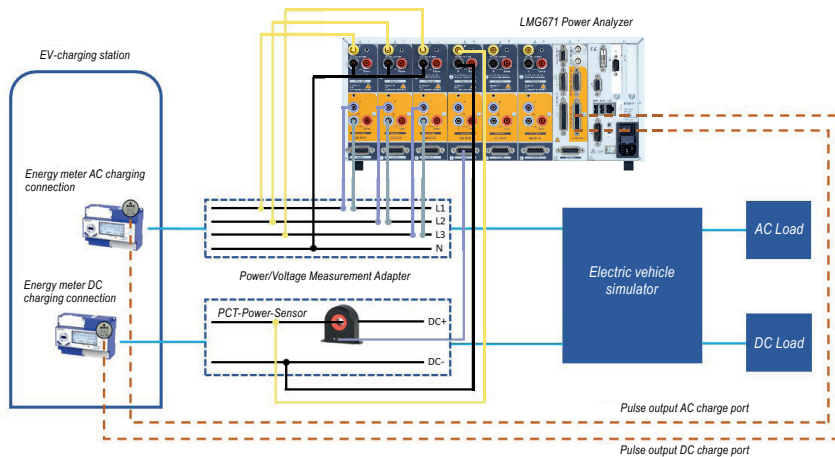 LMG671 Power Analyzer
EV-charging station
Energy meter AC charging
connection
L1
L2
L3
N
Energy meter DC
charging connection
Power/Voltage Measurement Adapter
PCT-Power-Sensor
DC+
DC-
Electric vehicle
simulator
AC Load
DC Load
Pulse output AC charge port
Pulse output DC charge port